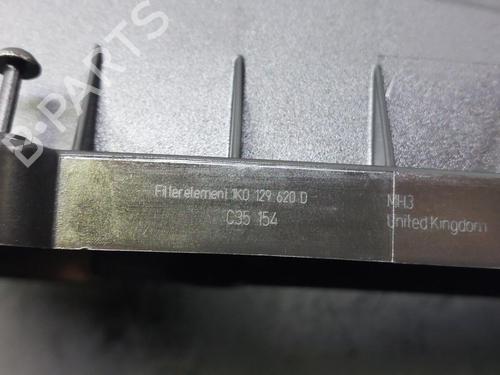 B-PARTS
Filterelement 1K0 129 620 D
C35 154
MH3
United Kingdom